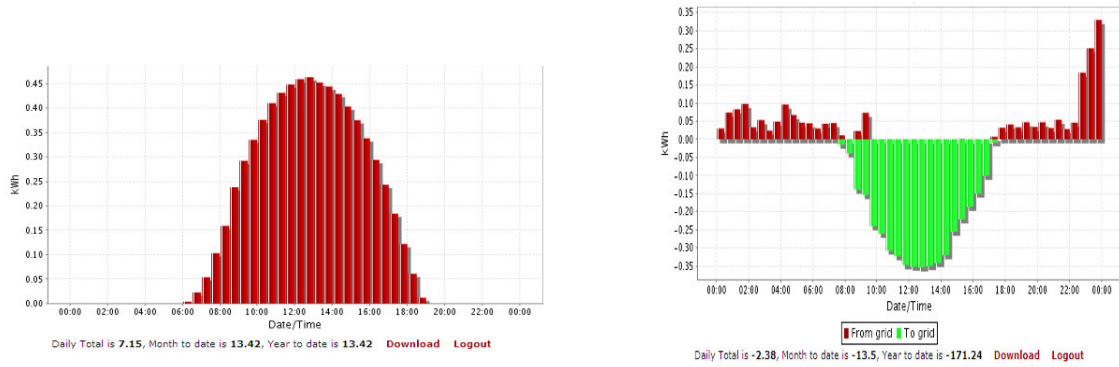 0.45
0.40
0.35
0.30
0.25
0.20
0.15
0.10
0.05
0.00
kWh
00:00 02:00 04:00 06:00 08:00 10:00 12:00 14:00 16:00 18:00 20:00 22:00 00:00
Date/Time
Daily Total is 7.15, Month to date is 13.42, Year to date is 13.42 Download Logout
0.35
0.30
0.25
0.20
0.15
0.10
0.05
0.00
-0.05
-0.10
-0.15
-0.20
-0.25
-0.30
-0.35
kWh
00:00 02:00 04:00 06:00 08:00 10:00 12:00 14:00 16:00 18:00 20:00 22:00 00:00
Date/Time
From grid To grid
Daily Total is -2.38, Month to date is -13.5, Year to date is -171.24 Download Logout